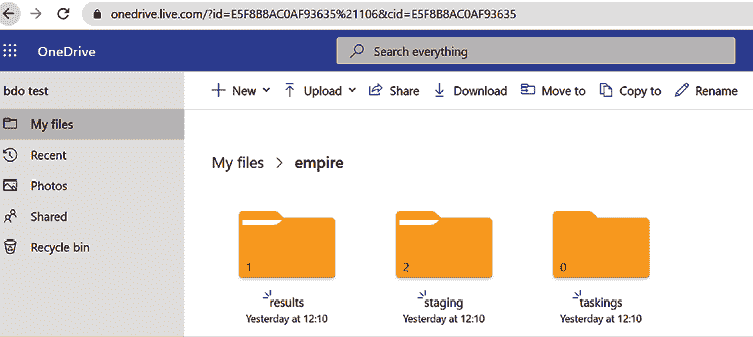 onedrive.live.com/?id=E5F8B8AC0AF93635%21106&cid=E5F8B8AC0AF93635
OneDrive Search everything
bdo test
New Upload Share Download Move to Copy to Rename
My files
Recent
Photos
Shared
Recycle bin
My files > empire
1 2 0
results staging taskings
Yesterday at 12:10 Yesterday at 12:10 Yesterday at 12:10